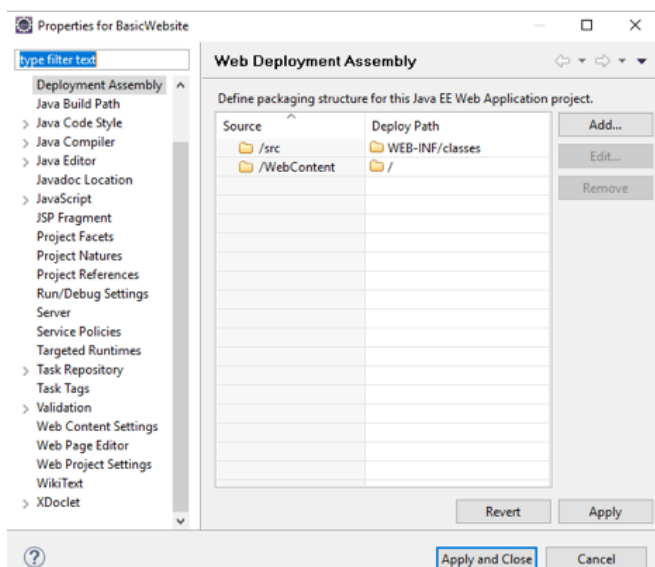 Properties for BasicWebsite
type filter text
Deployment Assembly
Java Build Path
Java Code Style
Java Compiler
Java Editor
Javadoc Location
JavaScript
JSP Fragment
Project Facets
Project Natures
Project References
Run/Debug Settings
Server
Service Policies
Targeted Runtimes
Task Repository
Task Tags
Validation
Web Content Settings
Web Page Editor
Web Project Settings
WikiText
XDoclet
Web Deployment Assembly
Define packaging structure for this Java EE Web Application project.
Source Deploy Path
/src WEB-INF/classes
/WebContent /
Add...
Edit...
Remove
Revert Apply
Apply and Close Cancel